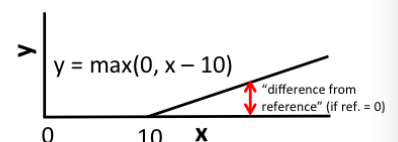 y
y = max(0, x – 10)
“difference from
reference” (if ref. = 0)
0
10
x